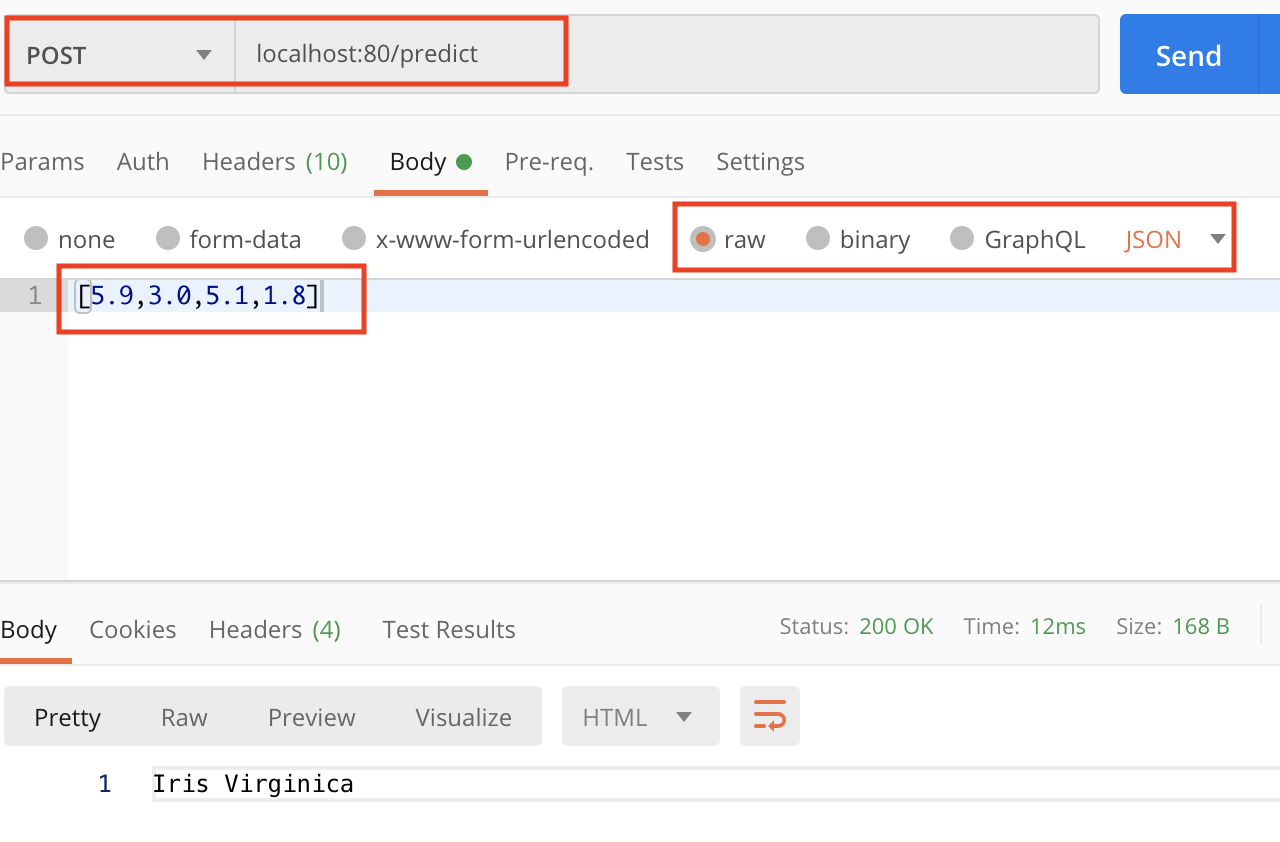 POST localhost:80/predict Send
Params Auth Headers (10) Body Pre-req. Tests Settings
none form-data x-www-form-urlencoded raw binary GraphQL JSON
1 [5.9,3.0,5.1,1.8]
Body Cookies Headers (4) Test Results Status: 200 OK Time: 12ms Size: 168 B
Pretty Raw Preview Visualize HTML
1 Iris Virginica